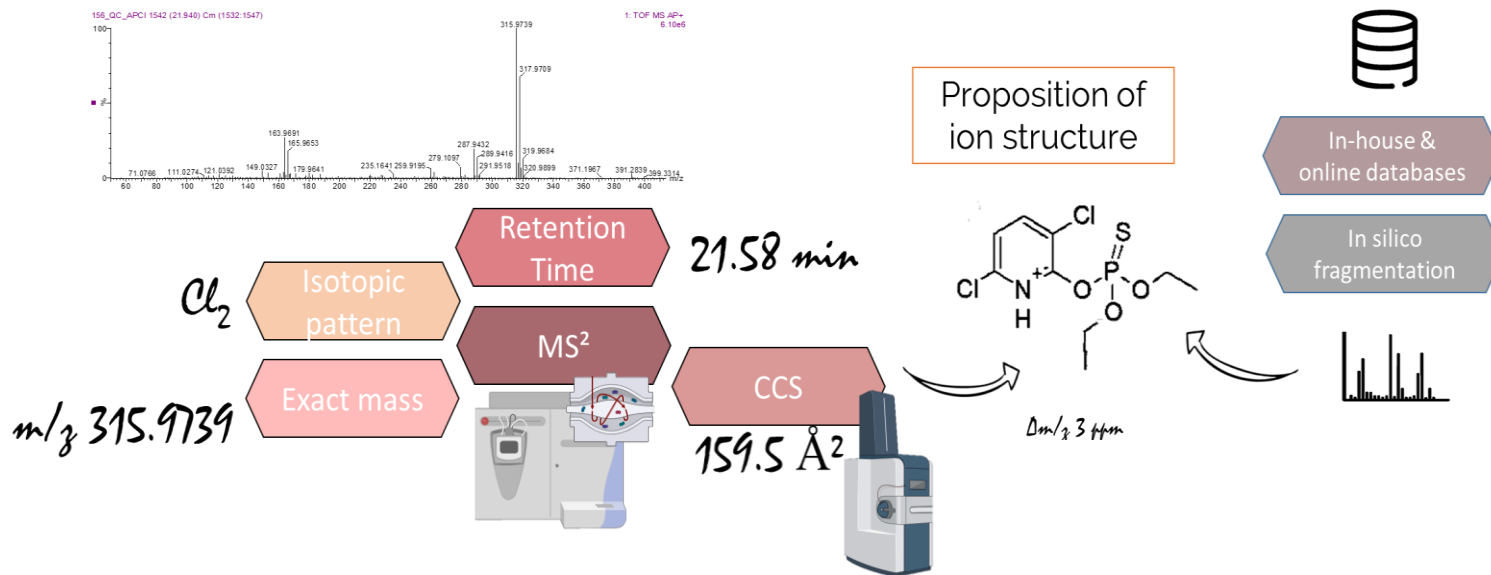 156_QC_APCI 1542 (21.940) Cm (1532:1547)
1: TOF MS AP+
6.10e6
100
%
0
315.9739
317.9709
163.9691
165.9653
287.9432
289.9416
319.9684
279.1097
149.0327
71.0766
111.0274
121.0392
179.9641
235.1641
259.9195
291.9518
320.9899
371.1967
391.2839
399.3314
60 80 100 120 140 160 180 200 220 240 260 280 300 320 340 360 380 400 m/z
Proposition of
ion structure
In-house &
online databases
In silico
fragmentation
Retention
Time
21.58 min
Cl2
Isotopic
pattern
MS²
Exact mass
m/z 315.9739
CCS
159.5 Å²
Cl
S
P
Cl
N
+
H
O
O
O
Δm/z 3 ppm